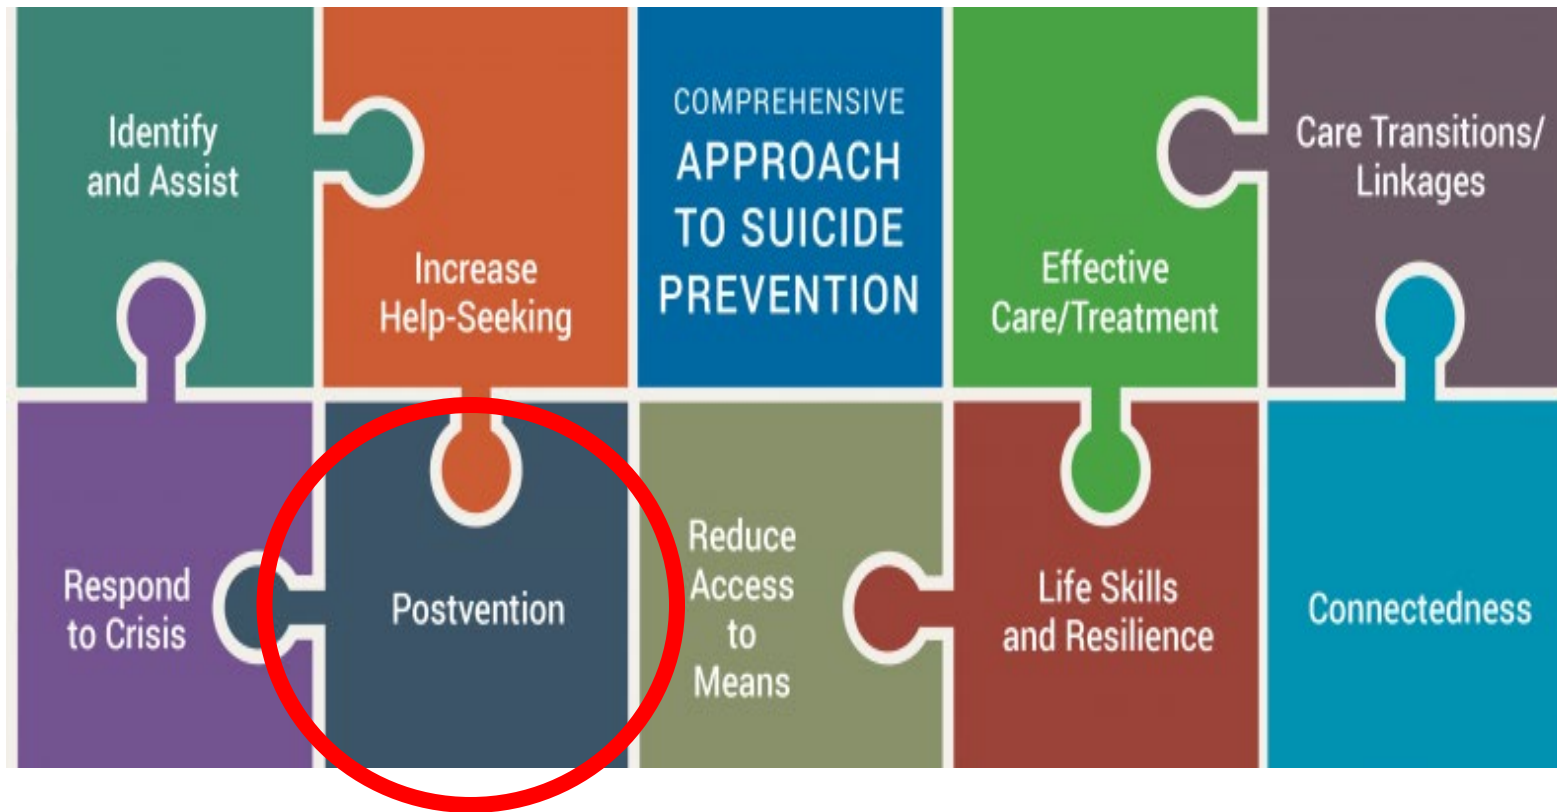 Identify
and Assist
Increase
Help-Seeking
COMPREHENSIVE
APPROACH
TO SUICIDE
PREVENTION
Effective
Care/Treatment
Care Transitions/
Linkages
Respond
to Crisis
Postvention
Reduce
Access
to
Means
Life Skills
and Resilience
Connectedness